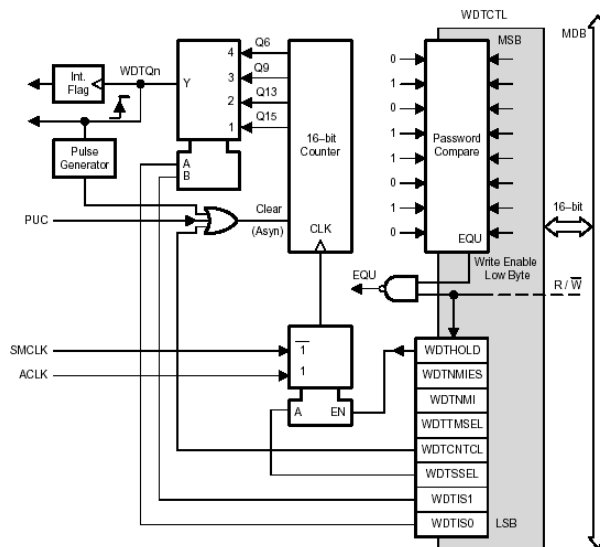 WDTCTL
MSB
MDB
Int.
Flag
WDTQn
Y
4
3
2
1
Q6
Q9
Q13
Q15
16–bit
Counter
CLK
0
1
0
1
1
0
1
0
Password
Compare
EQU
Pulse
Generator
A
B
PUC
Clear
(Asyn)
16–bit
Write Enable
Low Byte
EQU
R / W
SMCLK
ACLK
1
1
A
EN
WDTHOLD
WDTNMIES
WDTNMI
WDTTMSEL
WDTCNTCL
WDTSSEL
WDTIS1
WDTIS0
LSB